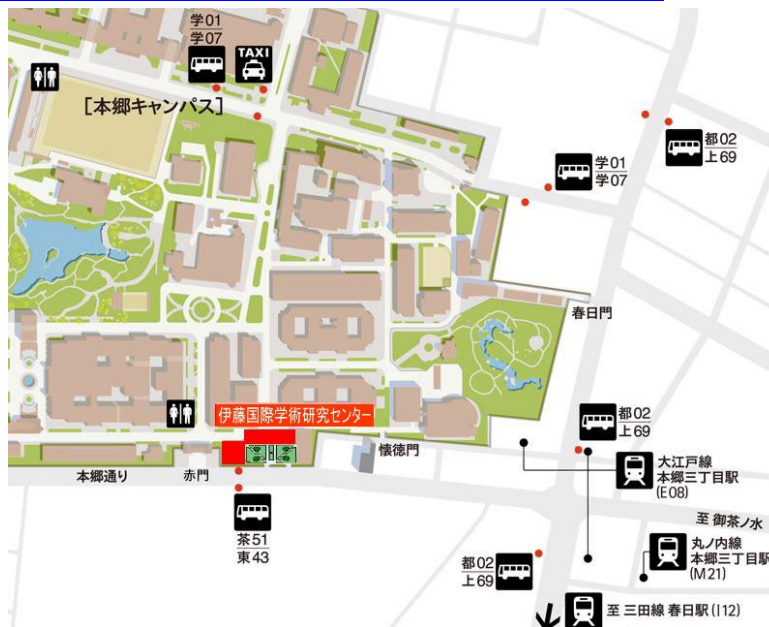 学01
学07
TAXI
[本郷キャンパス]
都02
上69
学01
学07
春日門
伊藤国際学術研究センター
都02
上69
懐徳門
大江戸線
本郷三丁目駅
(E08)
本郷通り
赤門
至 御茶ノ水
茶51
東43
丸ノ内線
本郷三丁目駅
(M21)
都02
上69
至 三田線 春日駅(I12)